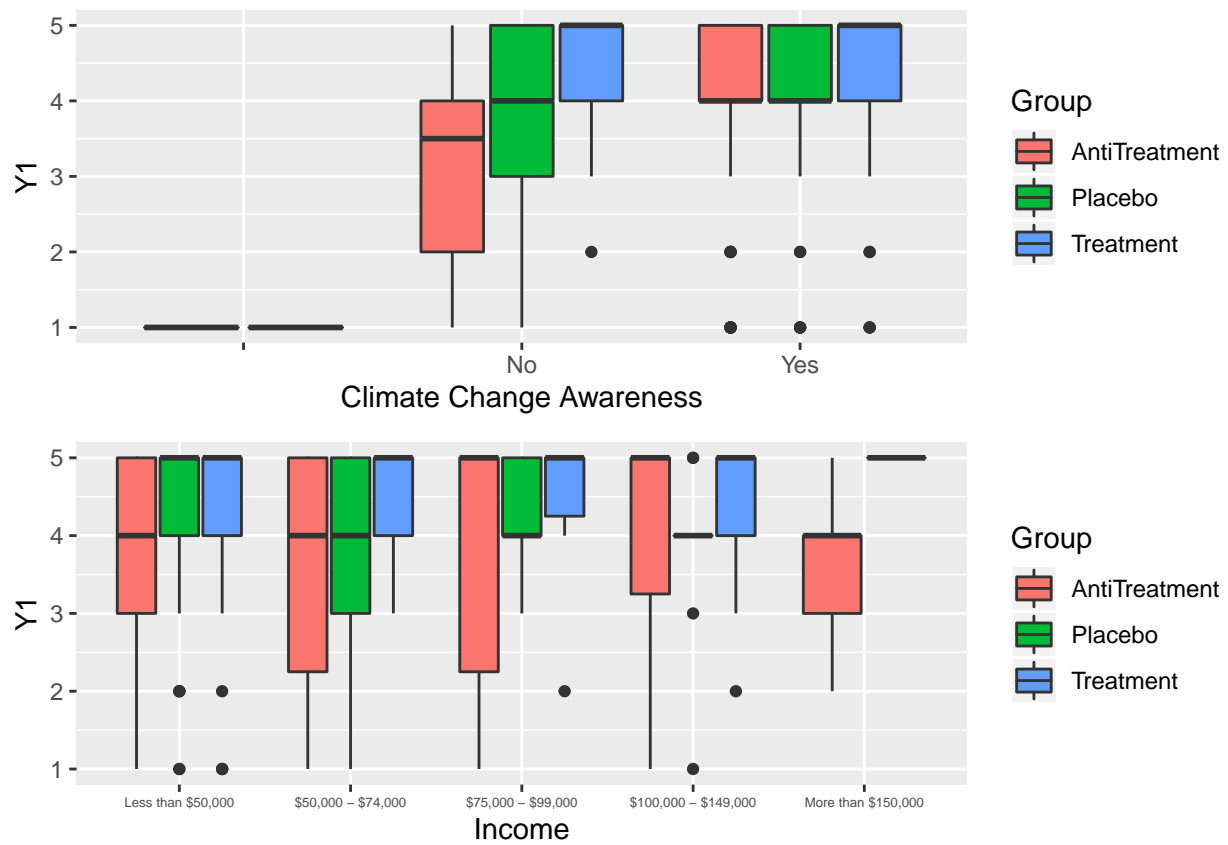 5
4
3
2
1
Y1
No Yes
Climate Change Awareness
Group
AntiTreatment
Placebo
Treatment
5
4
3
2
1
Y1
Less than $50,000 $50,000 − $74,000 $75,000 − $99,000 $100,000 − $149,000 More than $150,000
Income
Group
AntiTreatment
Placebo
Treatment